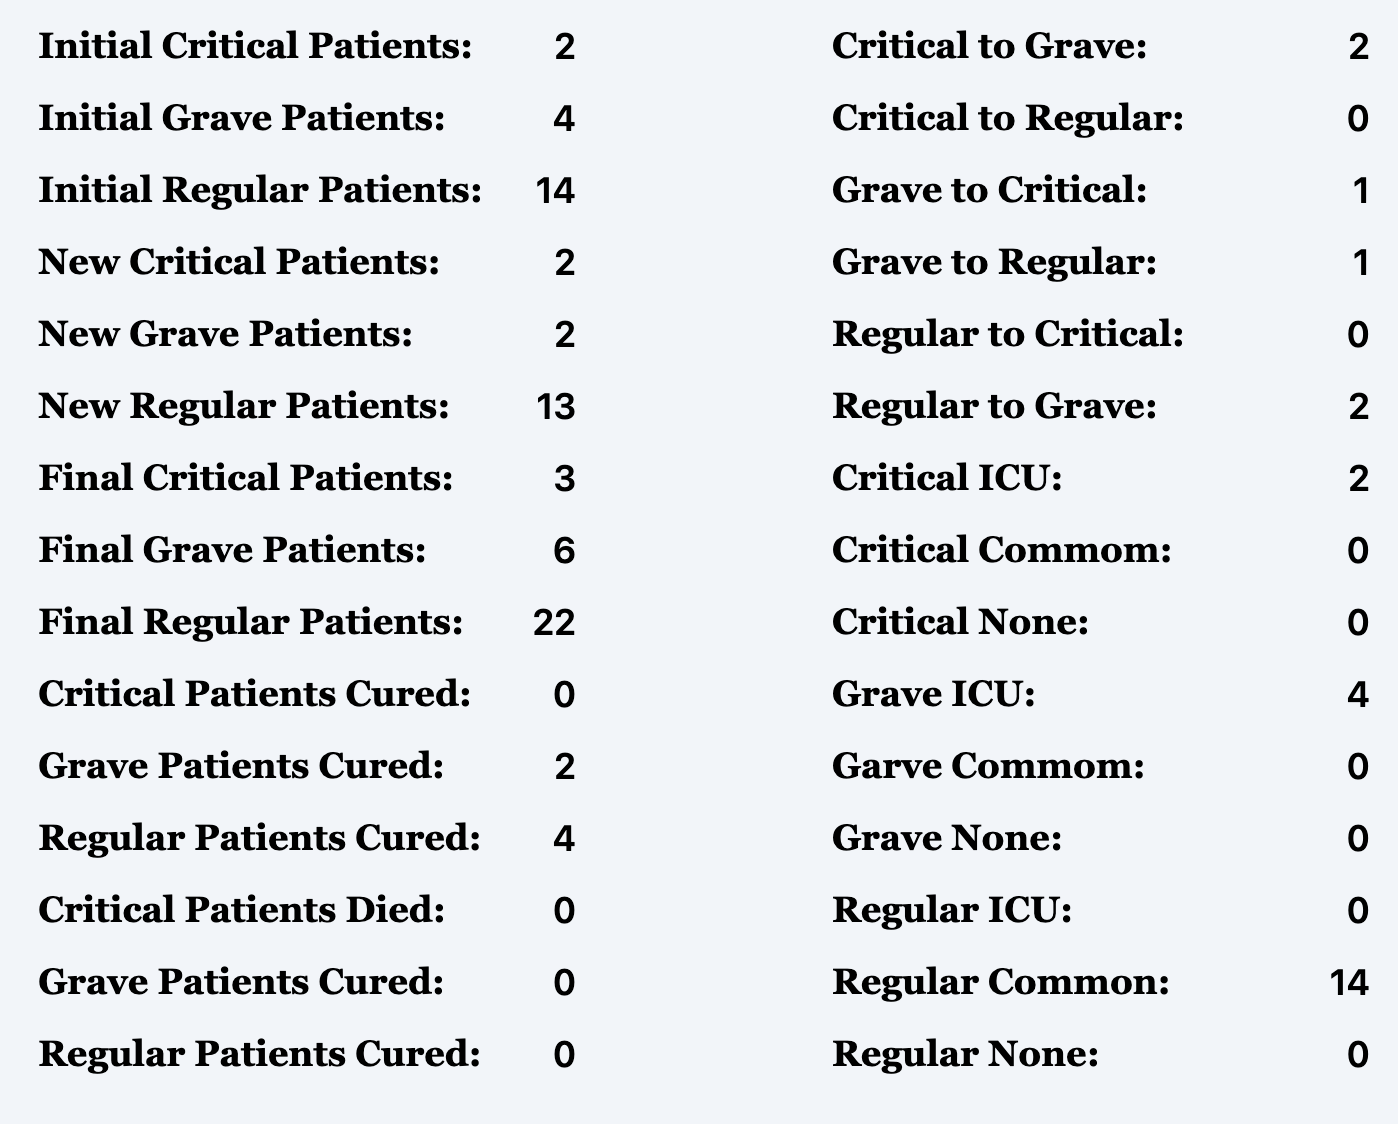 Initial Critical Patients: 2
Initial Grave Patients: 4
Initial Regular Patients: 14
New Critical Patients: 2
New Grave Patients: 2
New Regular Patients: 13
Final Critical Patients: 3
Final Grave Patients: 6
Final Regular Patients: 22
Critical Patients Cured: 0
Grave Patients Cured: 2
Regular Patients Cured: 4
Critical Patients Died: 0
Grave Patients Cured: 0
Regular Patients Cured: 0
Critical to Grave: 2
Critical to Regular: 0
Grave to Critical: 1
Grave to Regular: 1
Regular to Critical: 0
Regular to Grave: 2
Critical ICU: 2
Critical Commom: 0
Critical None: 0
Grave ICU: 4
Garve Commom: 0
Grave None: 0
Regular ICU: 0
Regular Common: 14
Regular None: 0